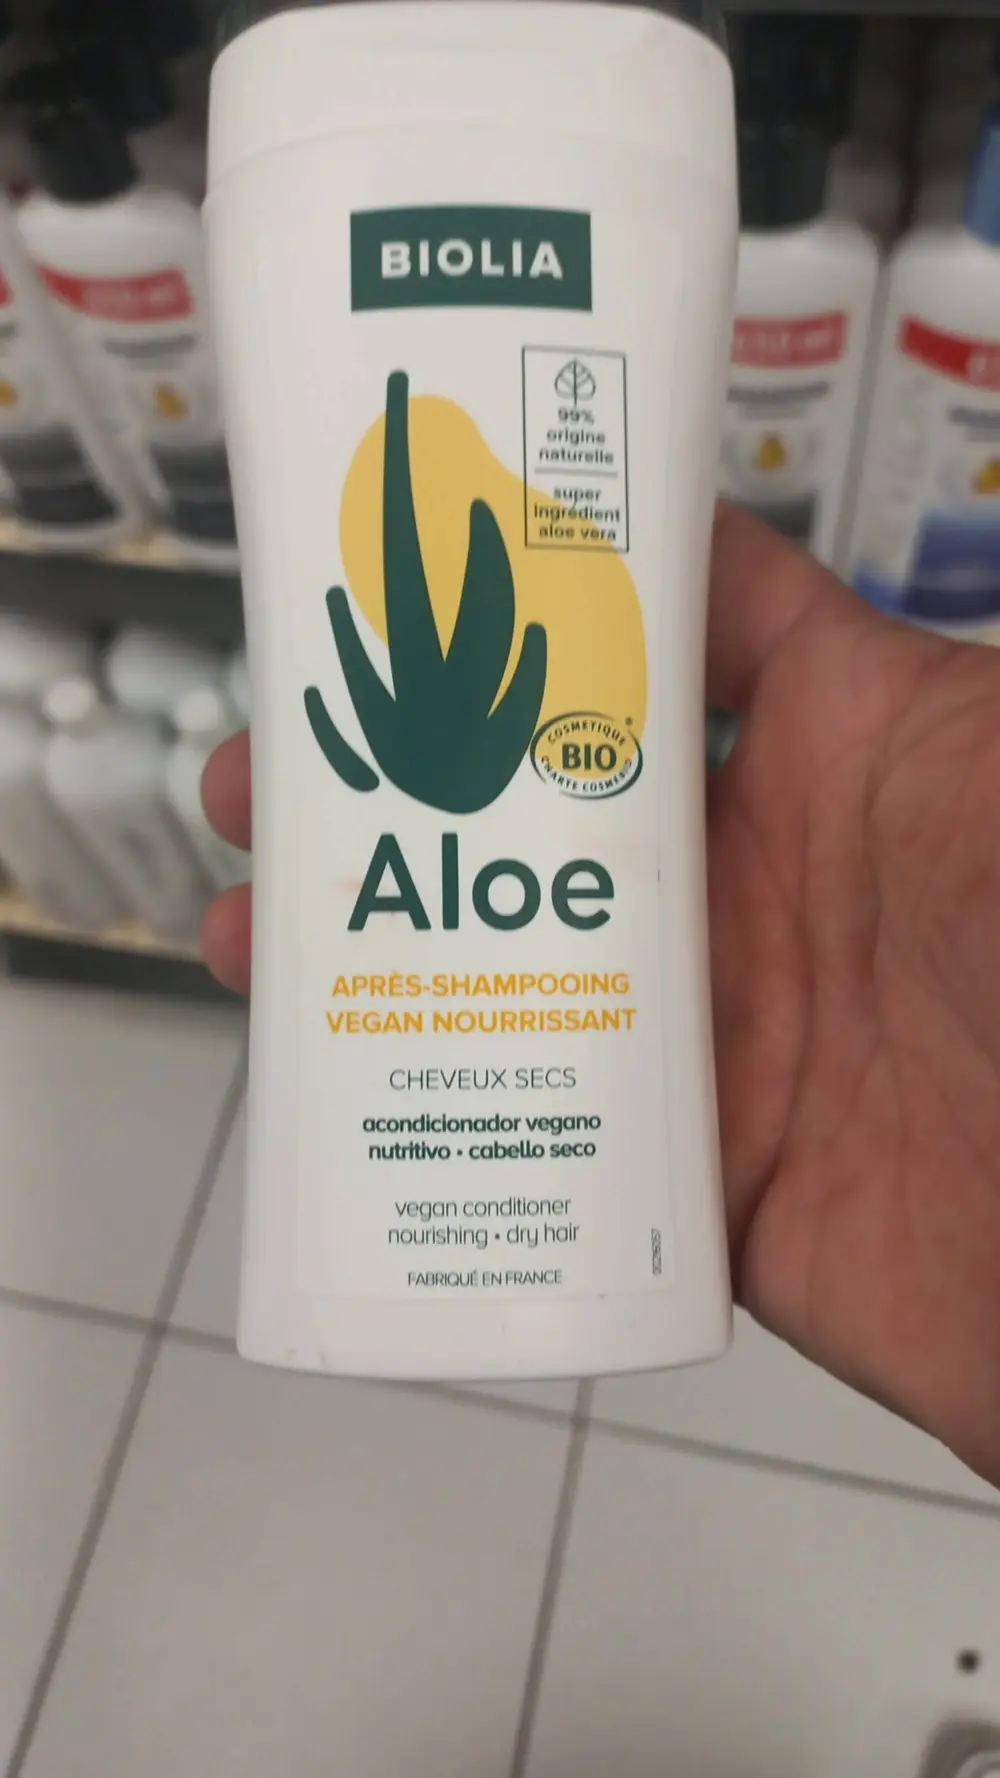 BIOLIA
99%
origine
naturelle
super
ingrédient
aloe vera
COSMETIQUE
BIO
CHARTE COSMEBIO
Aloe
APRÈS-SHAMPOOING
VEGAN NOURRISSANT
CHEVEUX SECS
acondicionador vegano
nutritivo • cabello seco
vegan conditioner
nourishing • dry hair
FABRIQUÉ EN FRANCE